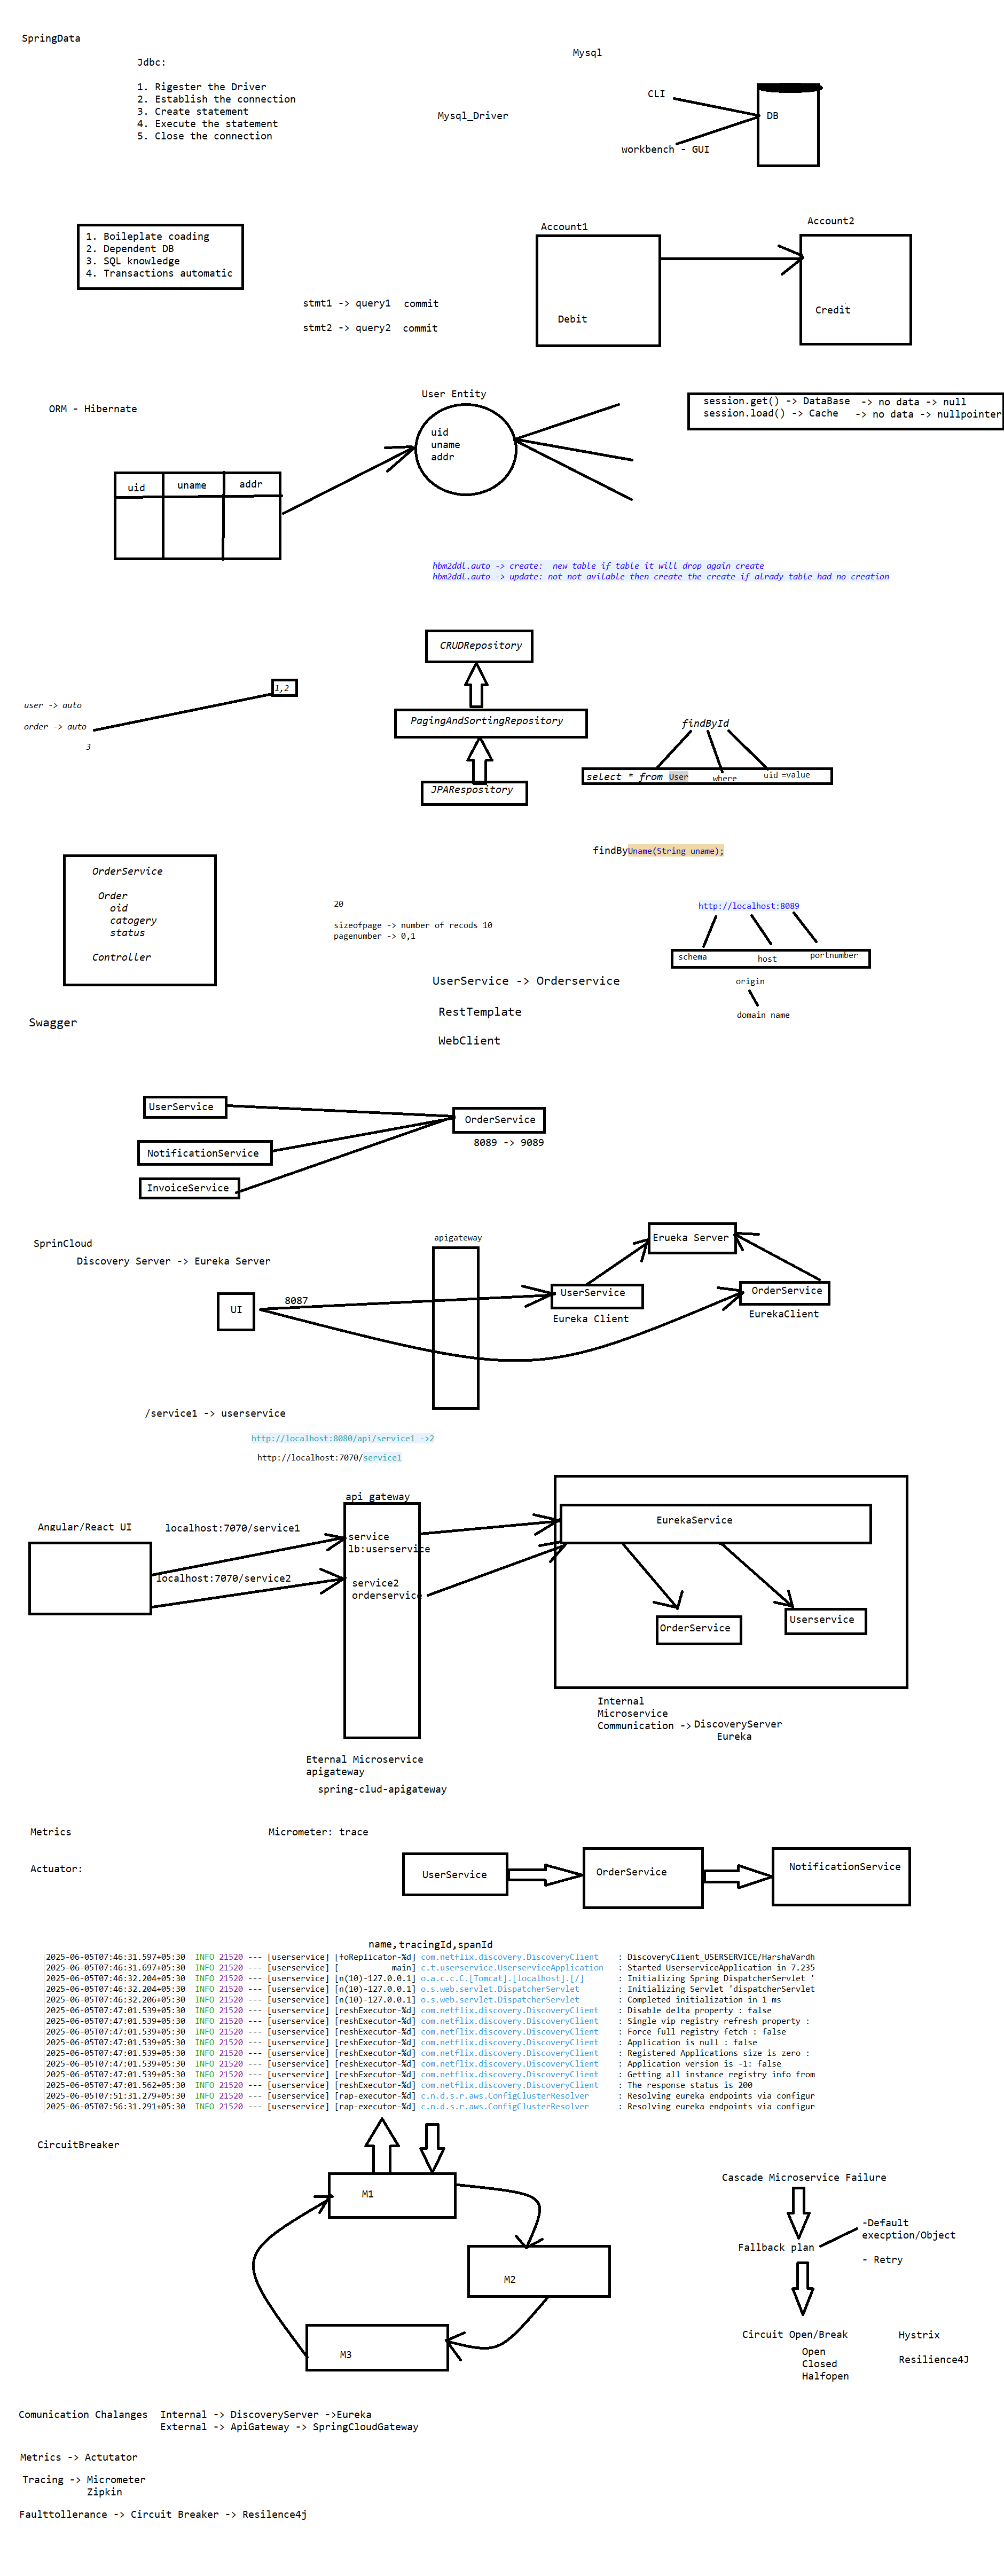 SpringData
Mysql
Jdbc:
1. Rigester the Driver
2. Establish the connection
3. Create statement
4. Execute the statement
5. Close the connection
CLI
Mysql_Driver
DB
workbench - GUI
1. Boileplate coading
2. Dependent DB
3. SQL knowledge
4. Transactions automatic
Account1
Account2
stmt1 -> query1 commit
stmt2 -> query2 commit
Debit
Credit
ORM - Hibernate
User Entity
uid
uname
addr
session.get() -> DataBase -> no data -> null
session.load() -> Cache -> no data -> nullpointer
uid uname addr
hbm2ddl.auto -> create: new table if table it will drop again create
hbm2ddl.auto -> update: not not avilable then create the create if alrady table had no creation
CRUDRepository
1,2
user -> auto
order -> auto
3
PagingAndSortingRepository
findById
JPARespository
select * from User where uid =value
findByUname(String uname);
OrderService
Order
oid
catogery
status
Controller
20
sizeofpage -> number of recods 10
pagenumber -> 0,1
http://localhost:8089
schema host portnumber
origin
domain name
UserService -> Orderservice
RestTemplate
WebClient
Swagger
UserService
NotificationService
InvoiceService
OrderService
8089 -> 9089
SprinCloud
Discovery Server -> Eureka Server
apigateway
Erueka Server
UI
8087
UserService
Eureka Client
OrderService
EurekaClient
/service1 -> userservice
http://localhost:8080/api/service1 ->2
http://localhost:7070/service1
api gateway
Angular/React UI
localhost:7070/service1
localhost:7070/service2
service
lb:userservice
service2
orderservice
EurekaService
OrderService
Userservice
Internal
Microservice
Communication -> DiscoveryServer
Eureka
Eternal Microservice
apigateway
spring-clud-apigateway
Metrics
Micrometer: trace
Actuator:
UserService
OrderService
NotificationService
name,tracingId,spanId
2025-06-05T07:46:31.597+05:30 INFO 21520 --- [userservice] [foReplicator-%d] com.netflix.discovery.DiscoveryClient : DiscoveryClient_USERSERVICE/HarshaVardh
2025-06-05T07:46:31.697+05:30 INFO 21520 --- [userservice] [ main] c.t.userservice.UserserviceApplication : Started UserserviceApplication in 7.235
2025-06-05T07:46:32.204+05:30 INFO 21520 --- [userservice] [n(10)-127.0.0.1] o.a.c.c.C.[Tomcat].[localhost].[/] : Initializing Spring DispatcherServlet '
2025-06-05T07:46:32.204+05:30 INFO 21520 --- [userservice] [n(10)-127.0.0.1] o.s.web.servlet.DispatcherServlet : Initializing Servlet 'dispatcherServlet
2025-06-05T07:46:32.206+05:30 INFO 21520 --- [userservice] [n(10)-127.0.0.1] o.s.web.servlet.DispatcherServlet : Completed initialization in 1 ms
2025-06-05T07:47:01.539+05:30 INFO 21520 --- [userservice] [reshExecutor-%d] com.netflix.discovery.DiscoveryClient : Disable delta property : false
2025-06-05T07:47:01.539+05:30 INFO 21520 --- [userservice] [reshExecutor-%d] com.netflix.discovery.DiscoveryClient : Single vip registry refresh property :
2025-06-05T07:47:01.539+05:30 INFO 21520 --- [userservice] [reshExecutor-%d] com.netflix.discovery.DiscoveryClient : Force full registry fetch : false
2025-06-05T07:47:01.539+05:30 INFO 21520 --- [userservice] [reshExecutor-%d] com.netflix.discovery.DiscoveryClient : Application is null : false
2025-06-05T07:47:01.539+05:30 INFO 21520 --- [userservice] [reshExecutor-%d] com.netflix.discovery.DiscoveryClient : Registered Applications size is zero :
2025-06-05T07:47:01.539+05:30 INFO 21520 --- [userservice] [reshExecutor-%d] com.netflix.discovery.DiscoveryClient : Application version is -1: false
2025-06-05T07:47:01.539+05:30 INFO 21520 --- [userservice] [reshExecutor-%d] com.netflix.discovery.DiscoveryClient : Getting all instance registry info from
2025-06-05T07:47:01.562+05:30 INFO 21520 --- [userservice] [reshExecutor-%d] com.netflix.discovery.DiscoveryClient : The response status is 200
2025-06-05T07:51:31.279+05:30 INFO 21520 --- [userservice] [rap-executor-%d] c.n.d.s.r.aws.ConfigClusterResolver : Resolving eureka endpoints via configur
2025-06-05T07:56:31.291+05:30 INFO 21520 --- [userservice] [rap-executor-%d] c.n.d.s.r.aws.ConfigClusterResolver : Resolving eureka endpoints via configur
CircuitBreaker
M1
M2
M3
Cascade Microservice Failure
Fallback plan
-Default
execption/Object
- Retry
Circuit Open/Break
Open
Closed
Halfopen
Hystrix
Resilience4J
Comunication Chalanges Internal -> DiscoveryServer ->Eureka
External -> ApiGateway -> SpringCloudGateway
Metrics -> Actutator
Tracing -> Micrometer
Zipkin
Faulttollerance -> Circuit Breaker -> Resilence4j